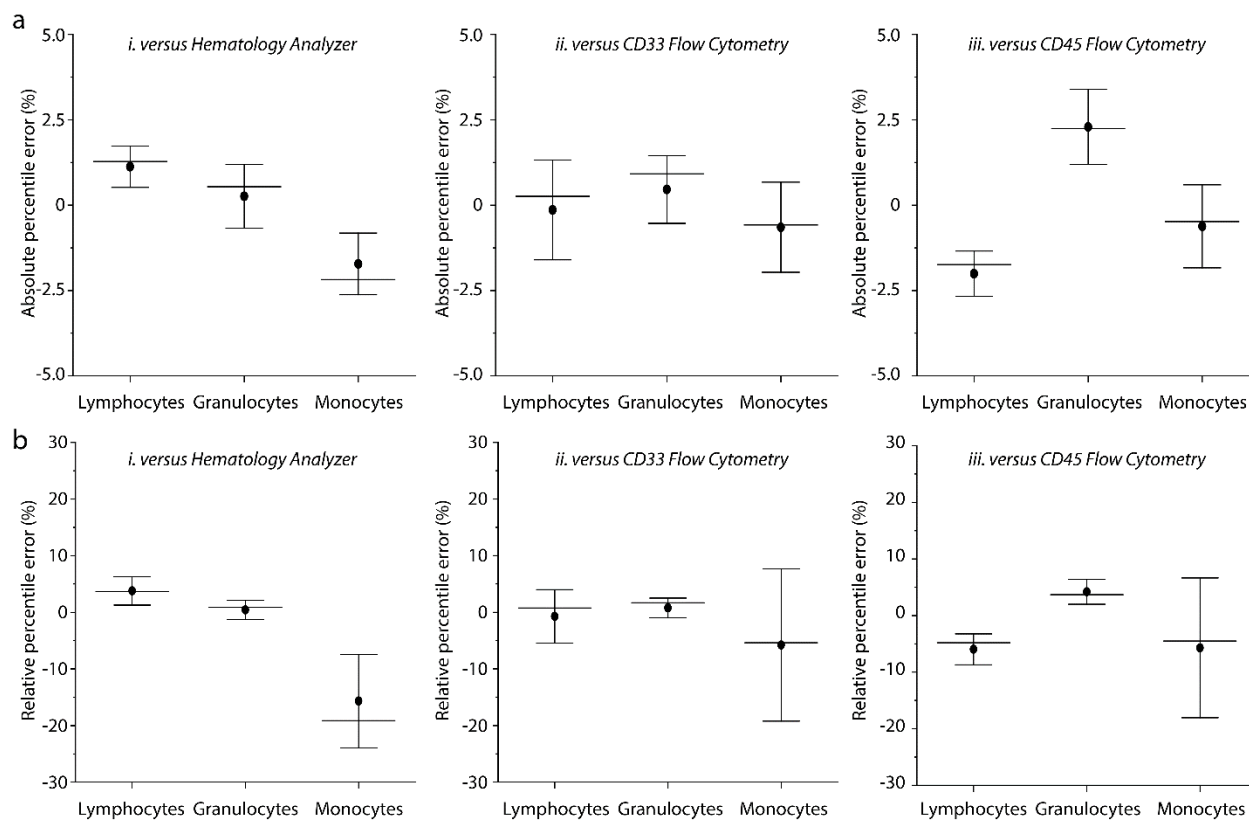 a
i. versus Hematology Analyzer
Absolute percentile error (%)
5.0
2.5
0
-2.5
-5.0
Lymphocytes Granulocytes Monocytes
ii. versus CD33 Flow Cytometry
Absolute percentile error (%)
5.0
2.5
0
-2.5
-5.0
Lymphocytes Granulocytes Monocytes
iii. versus CD45 Flow Cytometry
Absolute percentile error (%)
5.0
2.5
0
-2.5
-5.0
Lymphocytes Granulocytes Monocytes
b
i. versus Hematology Analyzer
Relative percentile error (%)
30
20
10
0
-10
-20
-30
Lymphocytes Granulocytes Monocytes
ii. versus CD33 Flow Cytometry
Relative percentile error (%)
30
20
10
0
-10
-20
-30
Lymphocytes Granulocytes Monocytes
iii. versus CD45 Flow Cytometry
Relative percentile error (%)
30
20
10
0
-10
-20
-30
Lymphocytes Granulocytes Monocytes